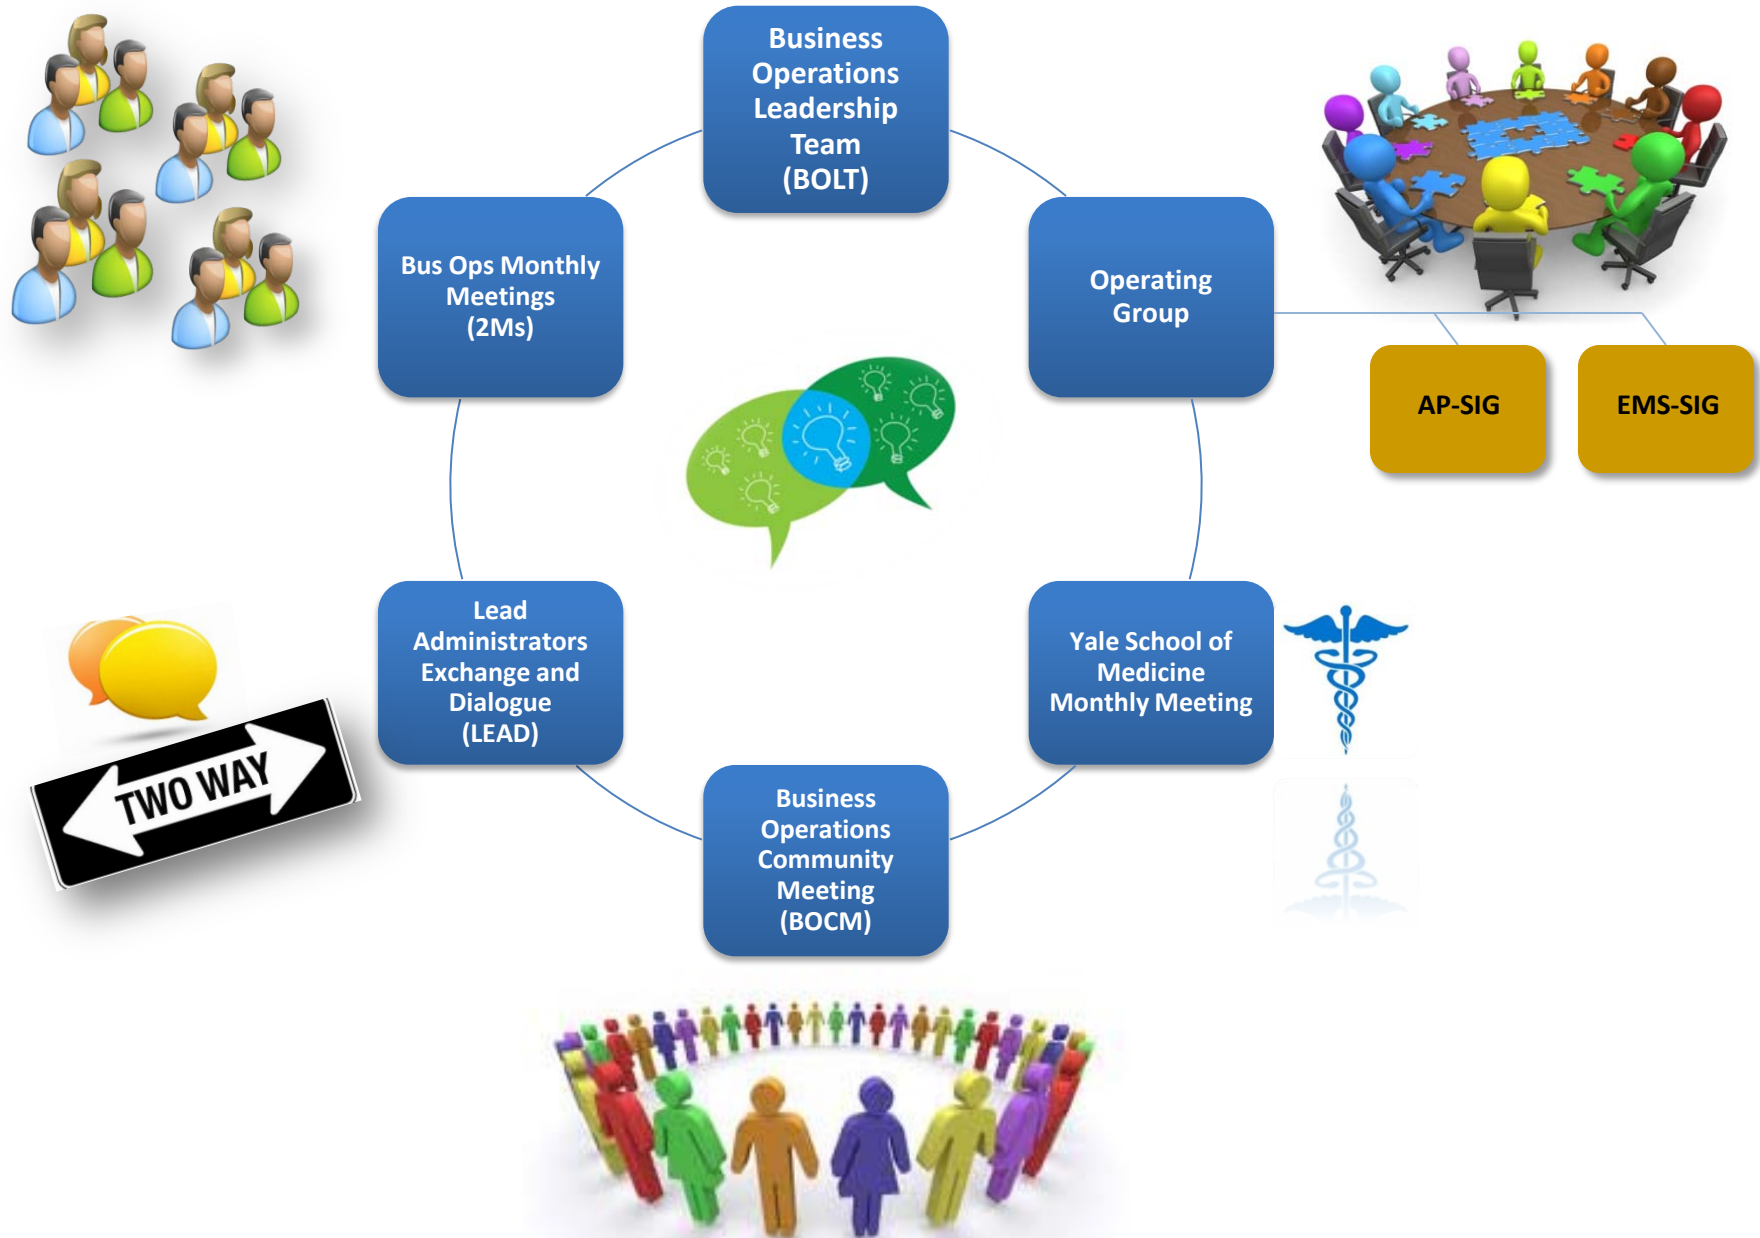 Business
Operations
Leadership
Team
(BOLT)
Operating
Group
AP-SIG
EMS-SIG
Yale School of
Medicine
Monthly Meeting
Business
Operations
Community
Meeting
(BOCM)
Lead
Administrators
Exchange and
Dialogue
(LEAD)
TWO WAY
Bus Ops Monthly
Meetings
(2Ms)